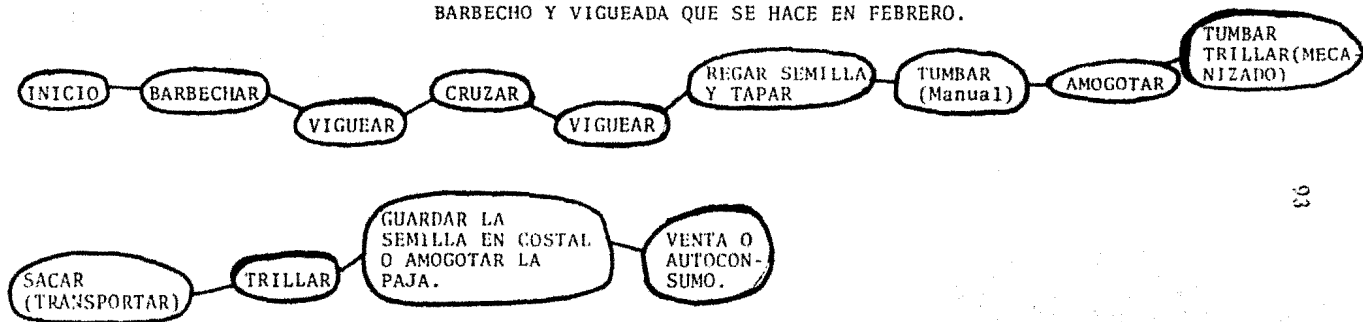 BARBECHO Y VIGUEADA QUE SE HACE EN FEBRERO.
INICIO
BARBECHAR
VIGUEAR
CRUZAR
VIGUEAR
REGAR SEMILLA
Y TAPAR
TUMBAR
(Manual)
AMOGOTAR
TUMBAR
TRILLAR(MECA-
NIZADO)
93
SACAR
(TRANSPORTAR)
TRILLAR
GUARDAR LA
SEMILLA EN COSTAL
O AMOGOTAR LA
PAJA.
VENTA O
AUTOCON-
SUMO.